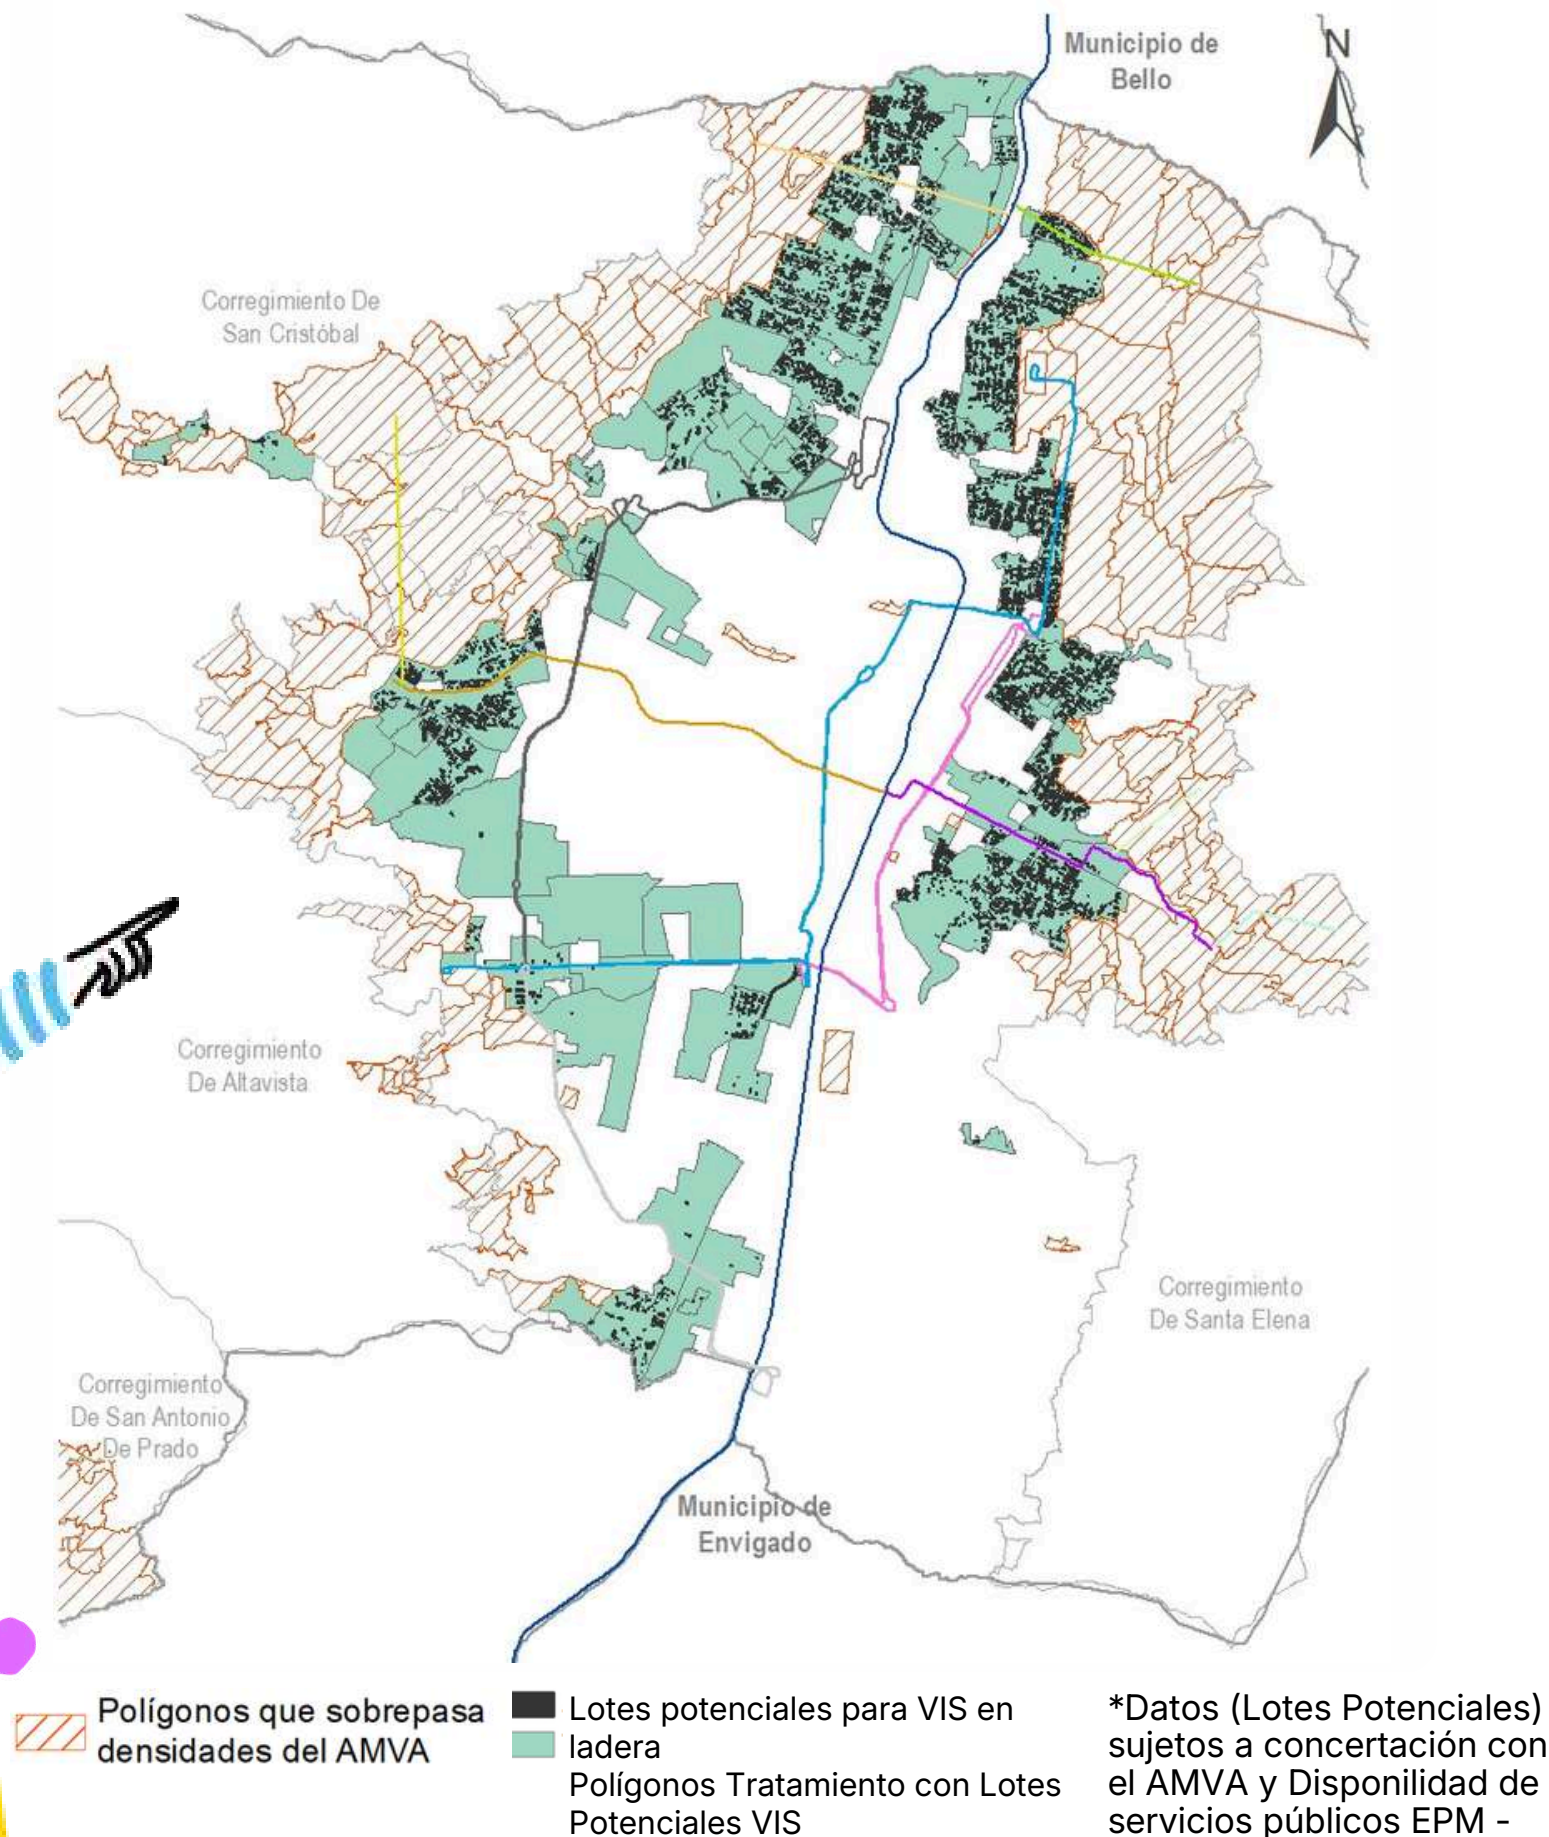 Municipio de
Bello
N
Corregimiento De
San Cristóbal
Corregimiento
De Altavista
Corregimiento
De Santa Elena
Corregimiento
De San Antonio
De Prado
Municipio de
Envigado
Polígonos que sobrepasa
densidades del AMVA
Lotes potenciales para VIS en
ladera
Polígonos Tratamiento con Lotes
Potenciales VIS
*Datos (Lotes Potenciales)
sujetos a concertación con
el AMVA y Disponilidad de
servicios públicos EPM -